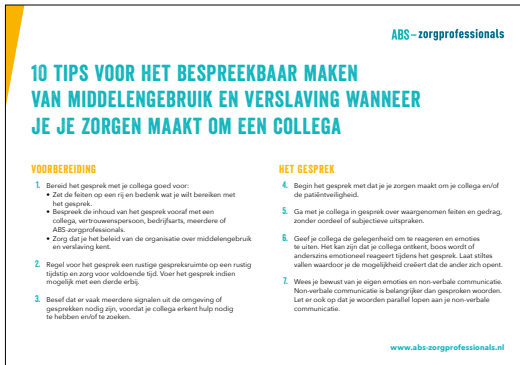 ABS–zorgprofessionals
10 TIPS VOOR HET BESPREEKBAAR MAKEN
VAN MIDDELENGEBRUIK EN VERSLAVING WANNEER
JE JE ZORGEN MAAKT OM EEN COLLEGA
VOORBEREIDING
1. Bereid het gesprek met je collega goed voor:
• Zet de feiten op een rij en bedenk wat je wilt bereiken met
het gesprek.
• Bespreek de inhoud van het gesprek vooraf met een
collega, vertrouwenspersoon, bedrijfsarts, meerdere of
ABS-zorgprofessionals.
• Zorg dat je het beleid van de organisatie over middelengebruik
en verslaving kent.
2. Regel voor het gesprek een rustige gespreksruimte op een rustig
tijdstip en zorg voor voldoende tijd. Voer het gesprek indien
mogelijk met een derde erbij.
3. Besef dat er vaak meerdere signalen uit de omgeving of
gesprekken nodig zijn, voordat je collega erkent hulp nodig
te hebben en/of te zoeken.
HET GESPREK
4. Begin het gesprek met dat je je zorgen maakt om je collega en/of
de patiëntveiligheid.
5. Ga met je collega in gesprek over waargenomen feiten en gedrag,
zonder oordeel of subjectieve uitspraken.
6. Geef je collega de gelegenheid om te reageren en emoties
te uiten. Het kan zijn dat je collega ontkent, boos wordt of
anderszins emotioneel reageert tijdens het gesprek. Laat stiltes
vallen waardoor je de mogelijkheid creëert dat de ander zich opent.
7. Wees je bewust van je eigen emoties en non-verbale communicatie.
Non-verbale communicatie is belangrijker dan gesproken woorden.
Let er ook op dat je woorden parallel lopen aan je non-verbale
communicatie.
www.abs-zorgprofessionals.nl